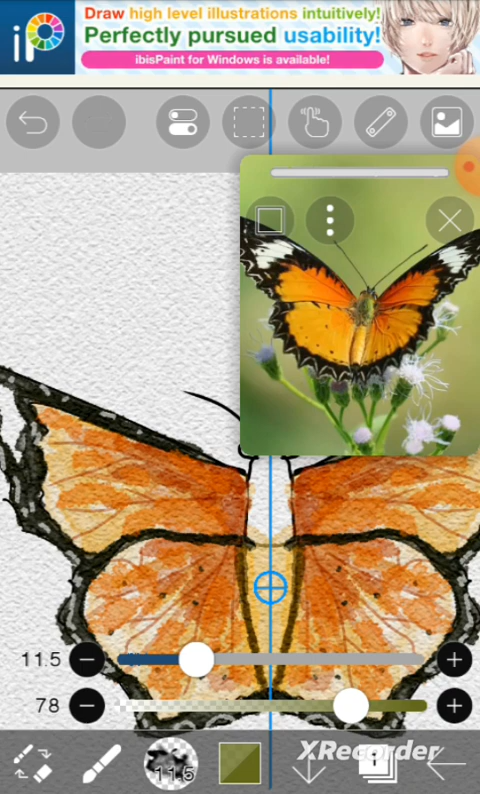 Draw high level illustrations intuitively!
iP
Perfectly pursued usability!
ibisPaint for Windows is available!
11.5
78
11.5
XRecorder